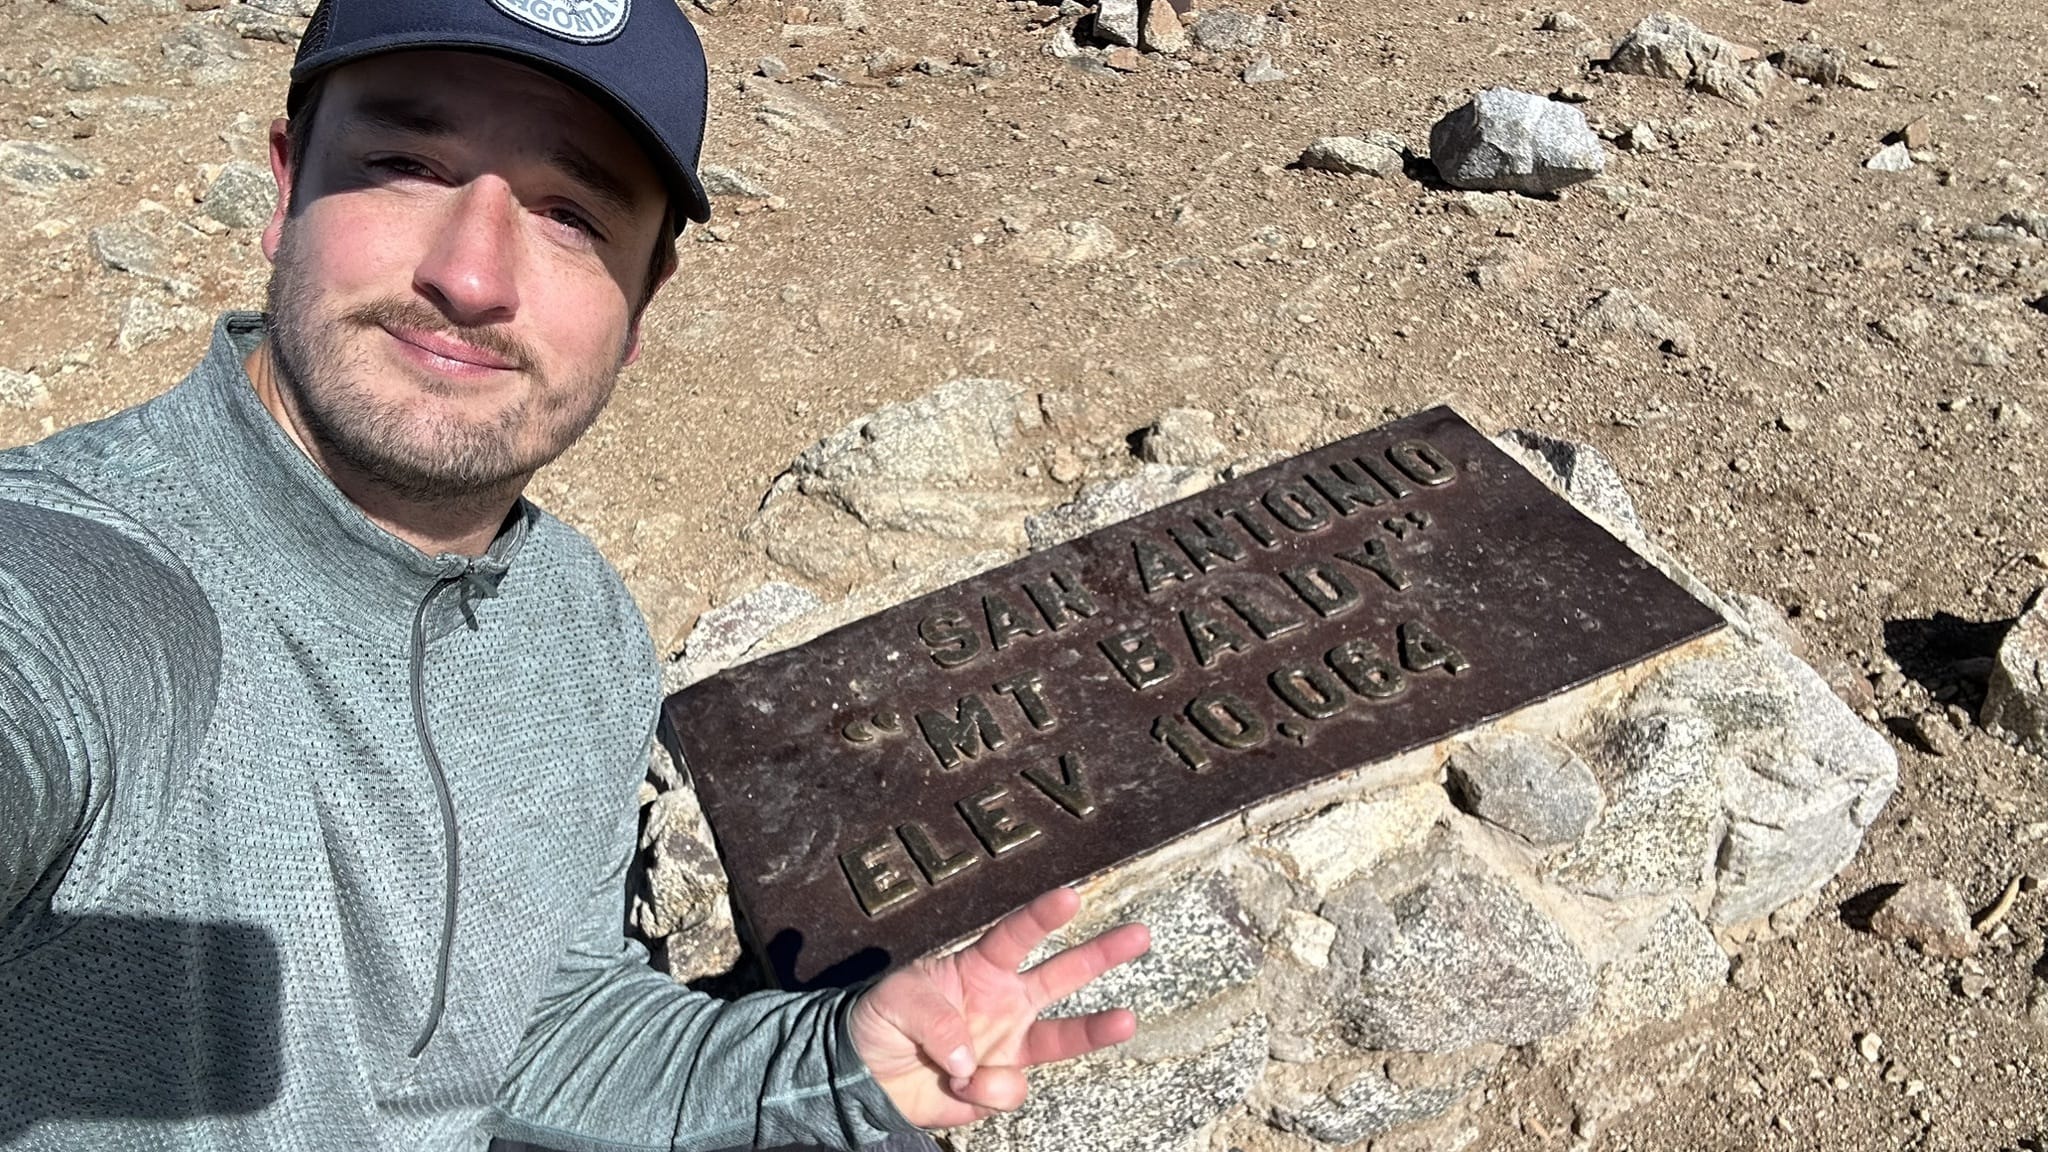 SAN ANTONIO
“MT BALDY”
ELEV 10,064